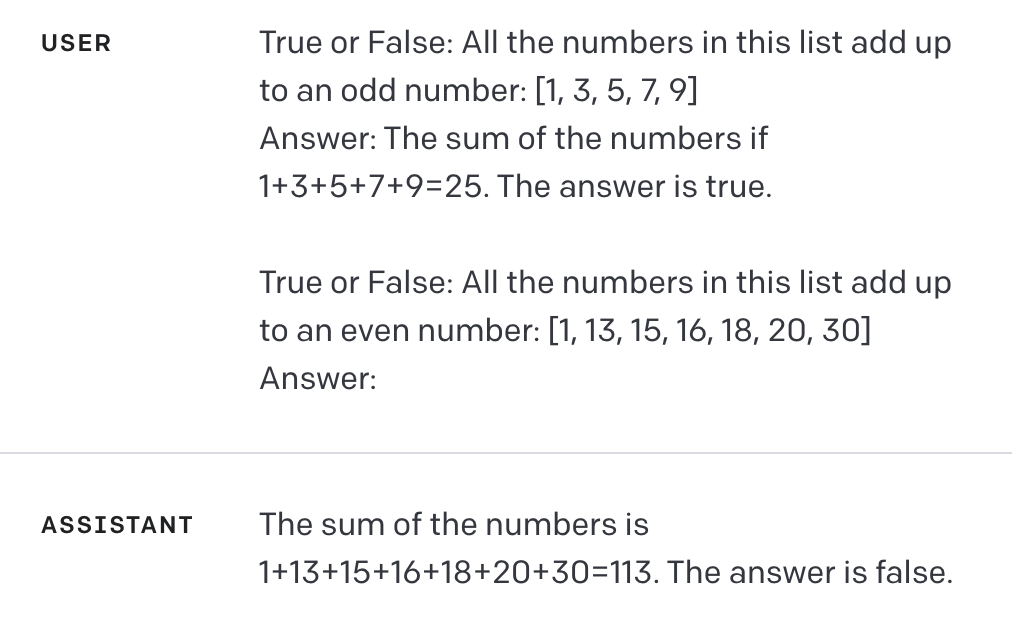 USER
True or False: All the numbers in this list add up
to an odd number: [1, 3, 5, 7, 9]
Answer: The sum of the numbers if
1+3+5+7+9=25. The answer is true.
True or False: All the numbers in this list add up
to an even number: [1, 13, 15, 16, 18, 20, 30]
Answer:
ASSISTANT
The sum of the numbers is
1+13+15+16+18+20+30=113. The answer is false.